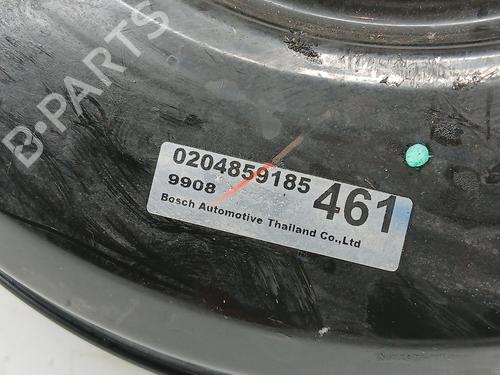 B-PARTS
0204859185
9908 461
Bosch Automotive Thailand Co.,Ltd